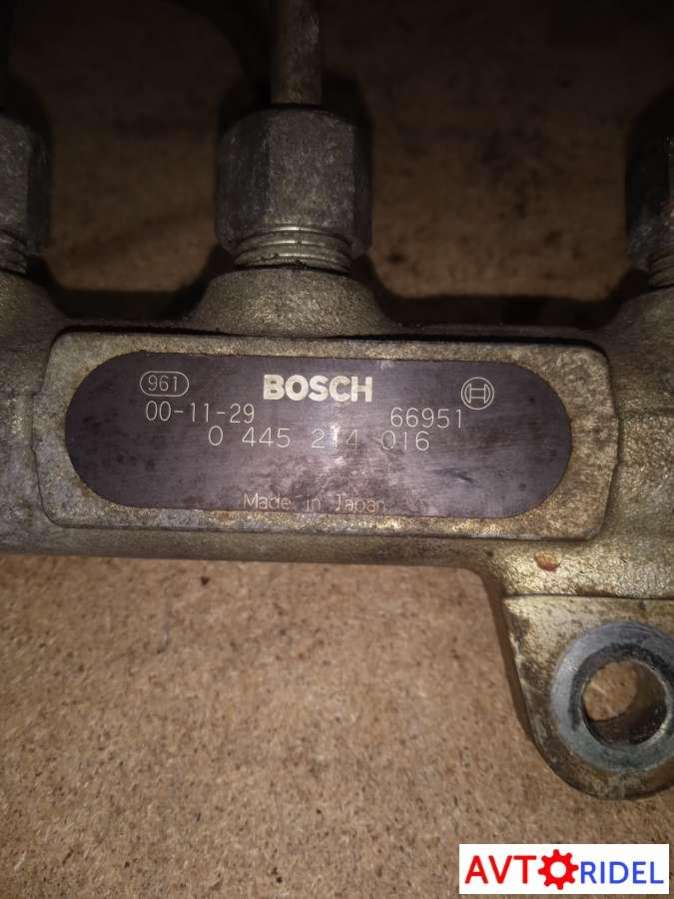 961 BOSCH
00-11-29 66951
0 445 214 016
Made in Japan
AVTORIDEL